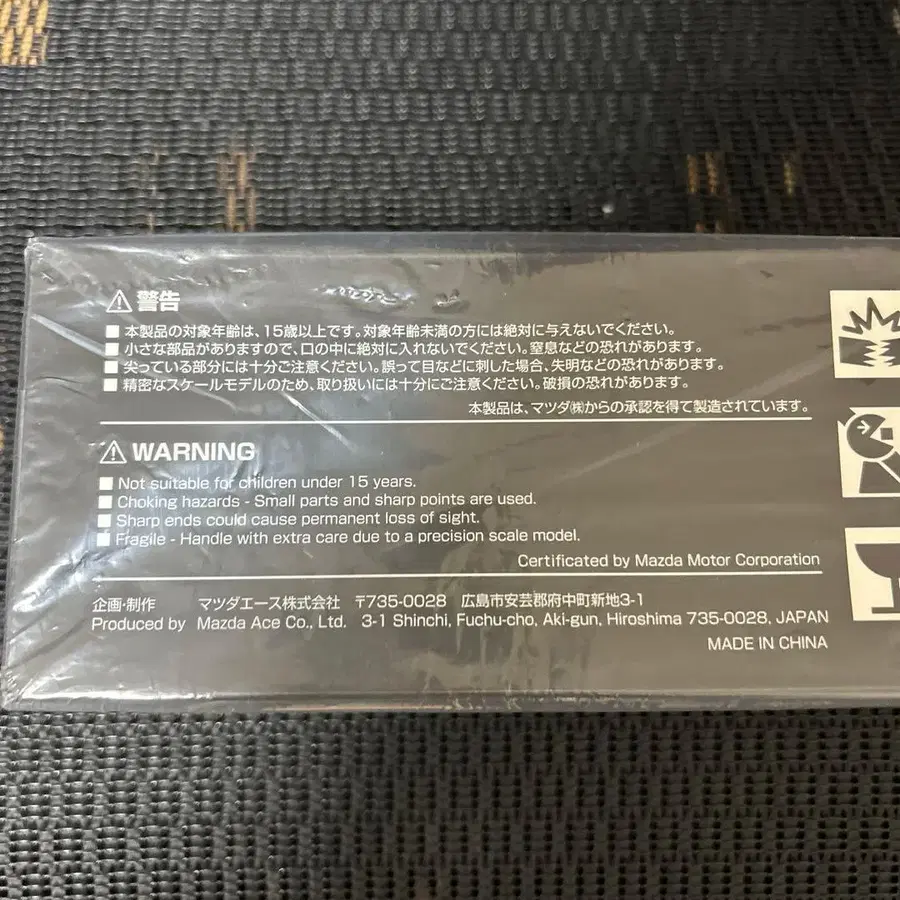 ⚠ 警告
■ 本製品の対象年齢は、15歳以上です。対象年齢未満の方には絶対に与えないでください。
■ 小さな部品がありますので、口の中に絶対に入れないでください。窒息などの恐れがあります。
■ 尖っている部分には十分ご注意ください。誤って目などに刺した場合、失明などの恐れがあります。
■ 精密なスケールモデルのため、取り扱いには十分にご注意ください。破損の恐れがあります。
本製品は、マツダ㈱からの承認を得て製造されています。
⚠ WARNING
■ Not suitable for children under 15 years.
■ Choking hazards - Small parts and sharp points are used.
■ Sharp ends could cause permanent loss of sight.
■ Fragile - Handle with extra care due to a precision scale model.
Certificated by Mazda Motor Corporation
企画・制作 マツダエース株式会社 〒735-0028 広島市安芸郡府中町新地3-1
Produced by Mazda Ace Co., Ltd. 3-1 Shinchi, Fuchu-cho, Aki-gun, Hiroshima 735-0028, JAPAN
MADE IN CHINA